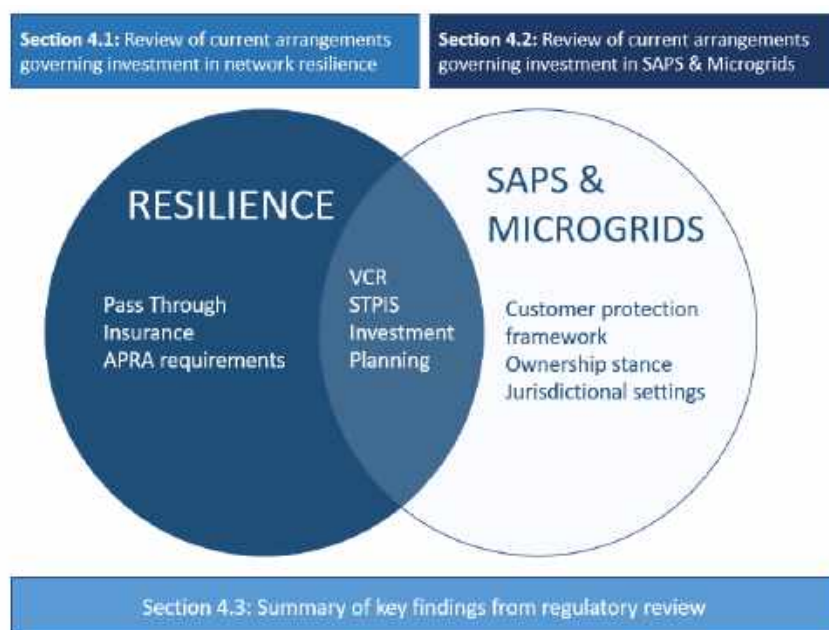 Section 4.1: Review of current arrangements
governing investment in network resilience
Section 4.2: Review of current arrangements
governing investment in SAPS & Microgrids
RESILIENCE
Pass Through
Insurance
APRA requirements
VCR
STPIS
Investment
Planning
SAPS &
MICROGRIDS
Customer protection
framework
Ownership stance
Jurisdictional settings
Section 4.3: Summary of key findings from regulatory review